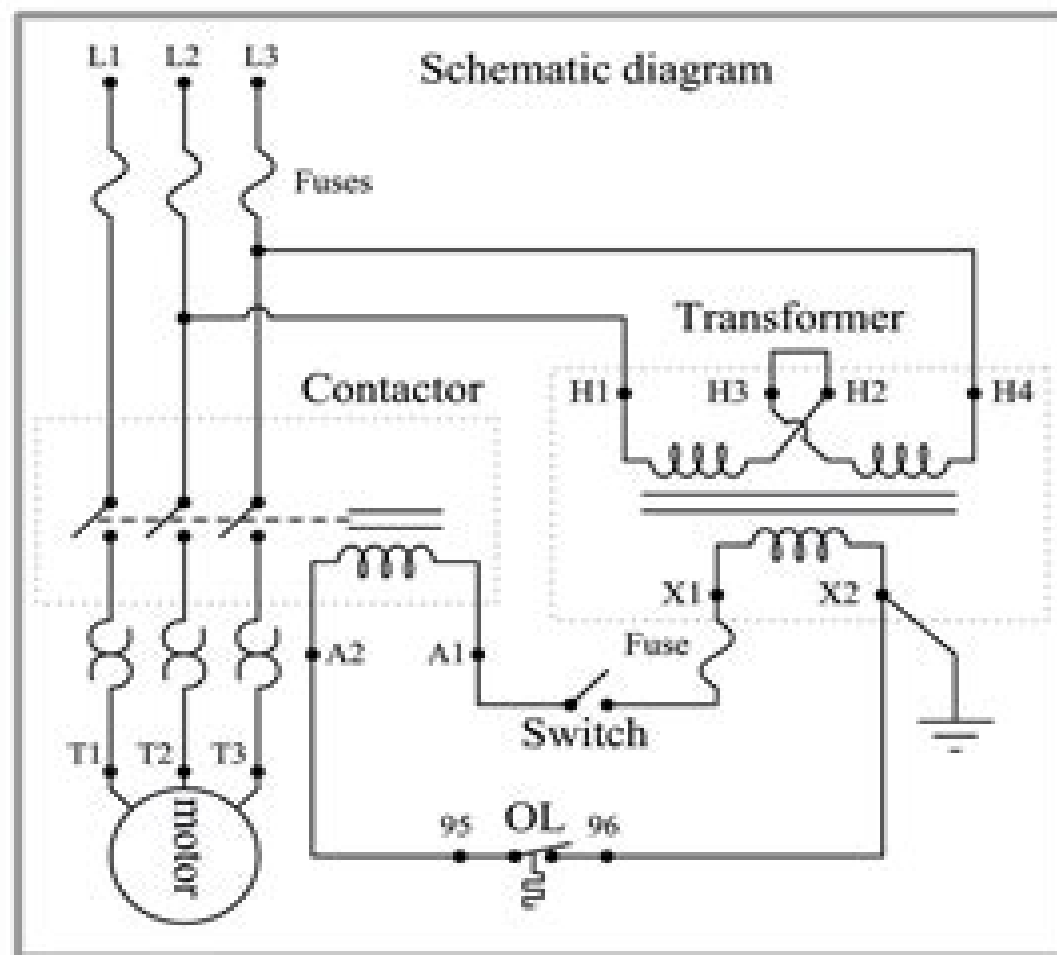 L1 L2 L3
Schematic diagram
Fuses
Transformer
Contactor
H1 H3 H2 H4
X1 X2
A2 A1 Fuse
Switch
T1 T2 T3
motor
95 OL 96